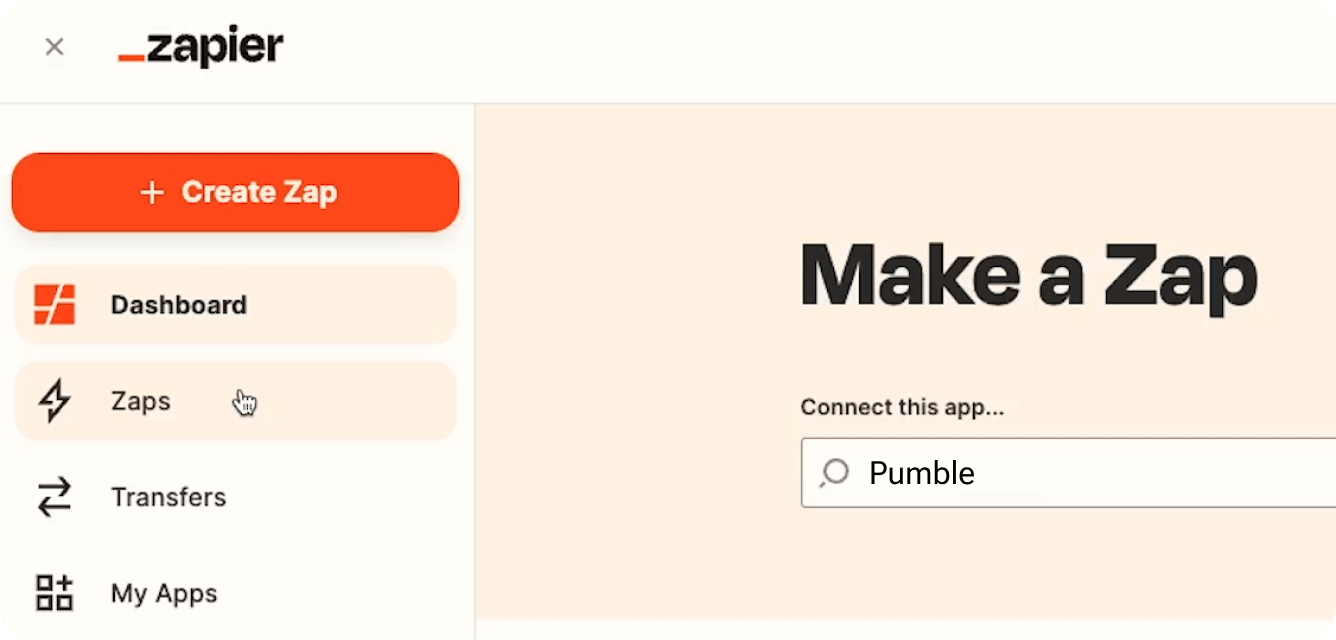 zapier
+ Create Zap
Dashboard
Zaps
Transfers
My Apps
Make a Zap
Connect this app...
Pumble